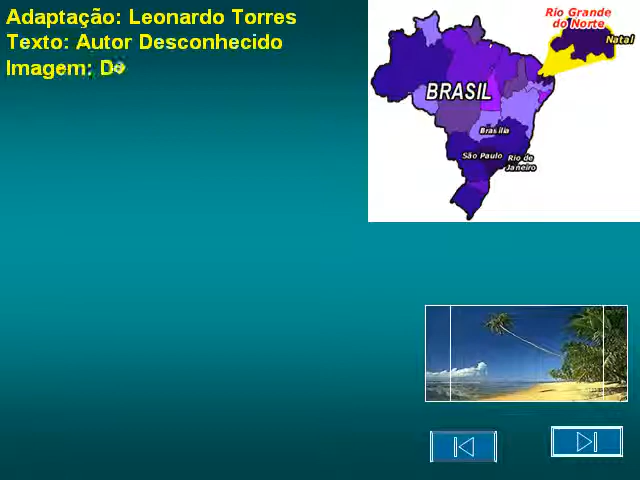 Adaptação: Leonardo Torres
Texto: Autor Desconhecido
Imagem: Do
Rio Grande
do Norte
Natal
BRASIL
Brasília
São Paulo
Rio de
Janeiro